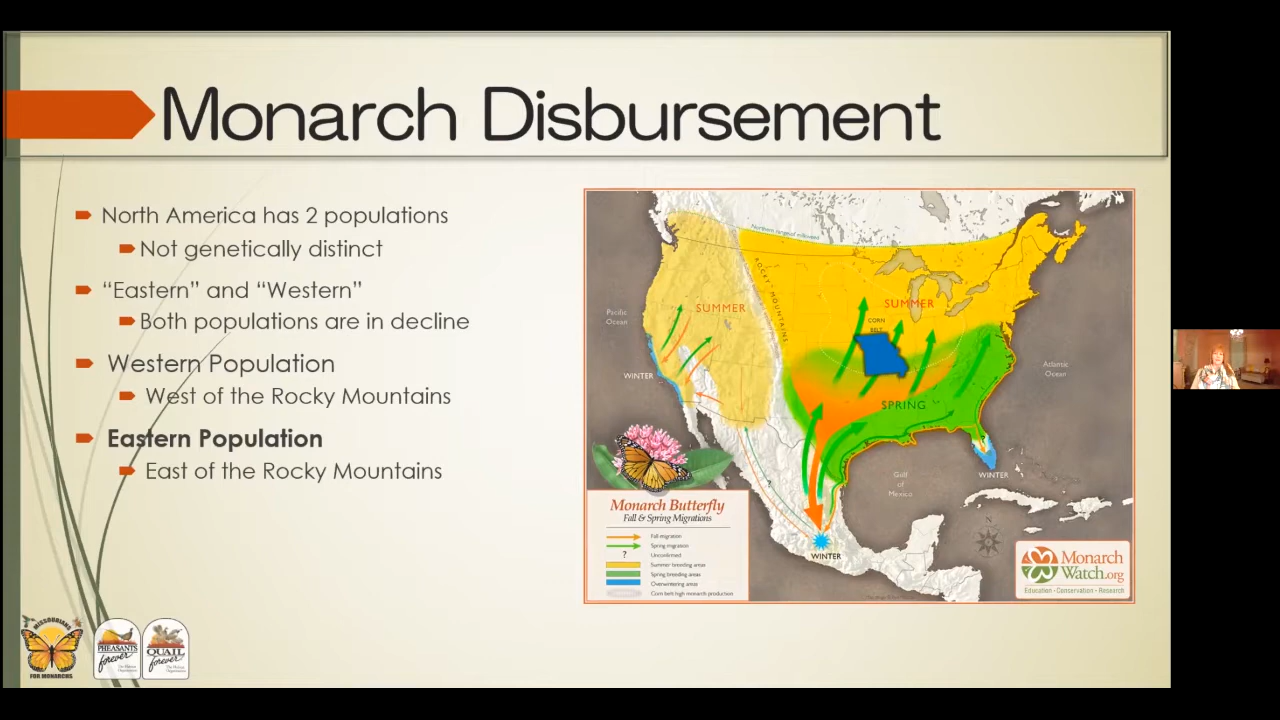 Monarch Disbursement
North America has 2 populations
Not genetically distinct
“Eastern” and “Western”
Both populations are in decline
Western Population
West of the Rocky Mountains
Eastern Population
East of the Rocky Mountains
Northern range of milkweed
ROCKY MOUNTAINS
Pacific
Ocean
SUMMER
SUMMER
CORN
BELT
WINTER
Atlantic
Ocean
SPRING
?
?
WINTER
Gulf
of
Mexico
WINTER
N
Monarch Butterfly
Fall & Spring Migrations
Fall migration
Spring migration
? Unconfirmed
Summer breeding areas
Spring breeding areas
Overwintering areas
Corn belt high monarch production
Monarch
Watch.org
Education • Conservation • Research
MISSOURIANS
FOR MONARCHS
PHEASANTS
forever
QUAIL
forever